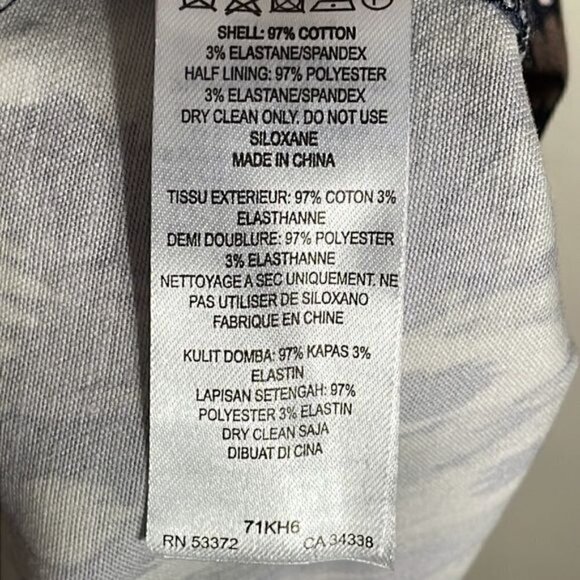 SHELL: 97% COTTON
3% ELASTANE/SPANDEX
HALF LINING: 97% POLYESTER
3% ELASTANE/SPANDEX
DRY CLEAN ONLY. DO NOT USE
SILOXANE
MADE IN CHINA
TISSU EXTERIEUR: 97% COTON 3%
ELASTHANNE
DEMI DOUBLURE: 97% POLYESTER
3% ELASTHANNE
NETTOYAGE A SEC UNIQUEMENT. NE
PAS UTILISER DE SILOXANO
FABRIQUE EN CHINE
KULIT DOMBA: 97% KAPAS 3%
ELASTIN
LAPISAN SETENGAH: 97%
POLYESTER 3% ELASTIN
DRY CLEAN SAJA
DIBUAT DI CINA
71KH6
RN 53372 CA 34338